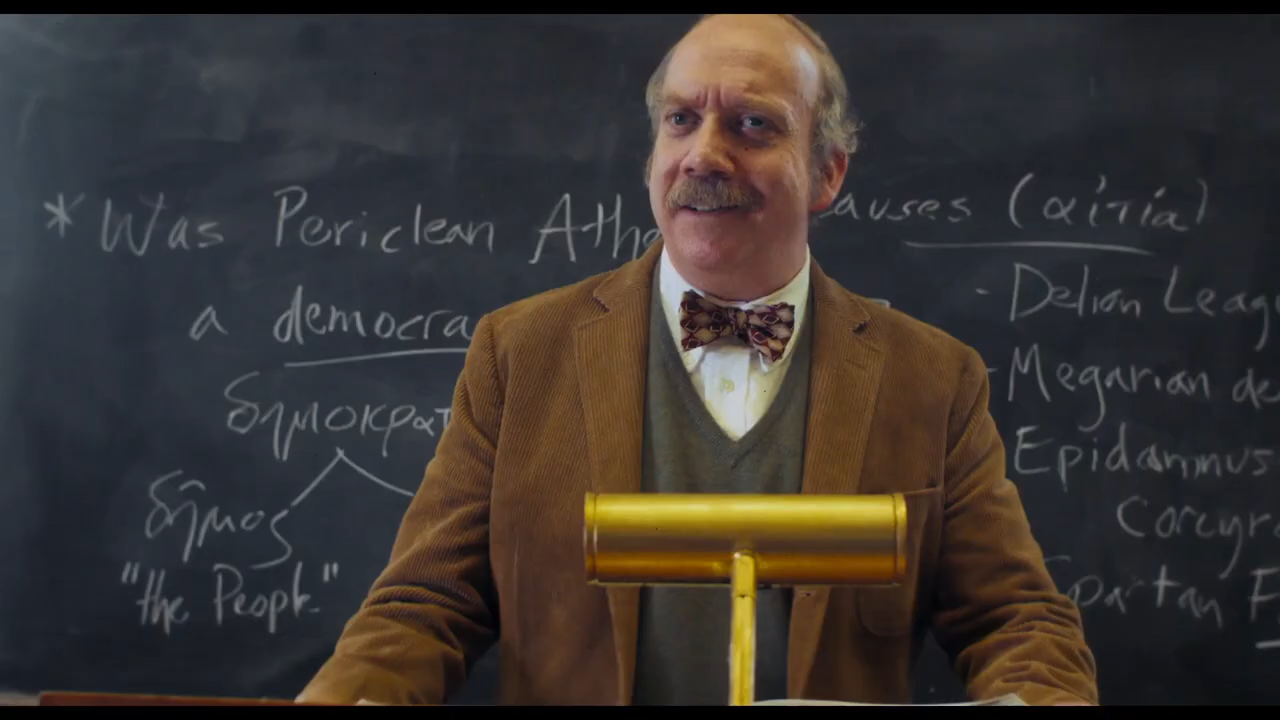 * Was Periclean Athe
a democra
δημοκρατ
δῆμος
"the People"
auses (αἰτία)
- Delian Leag
- Megarian de
Epidamnus
Corcyra
Spartan F